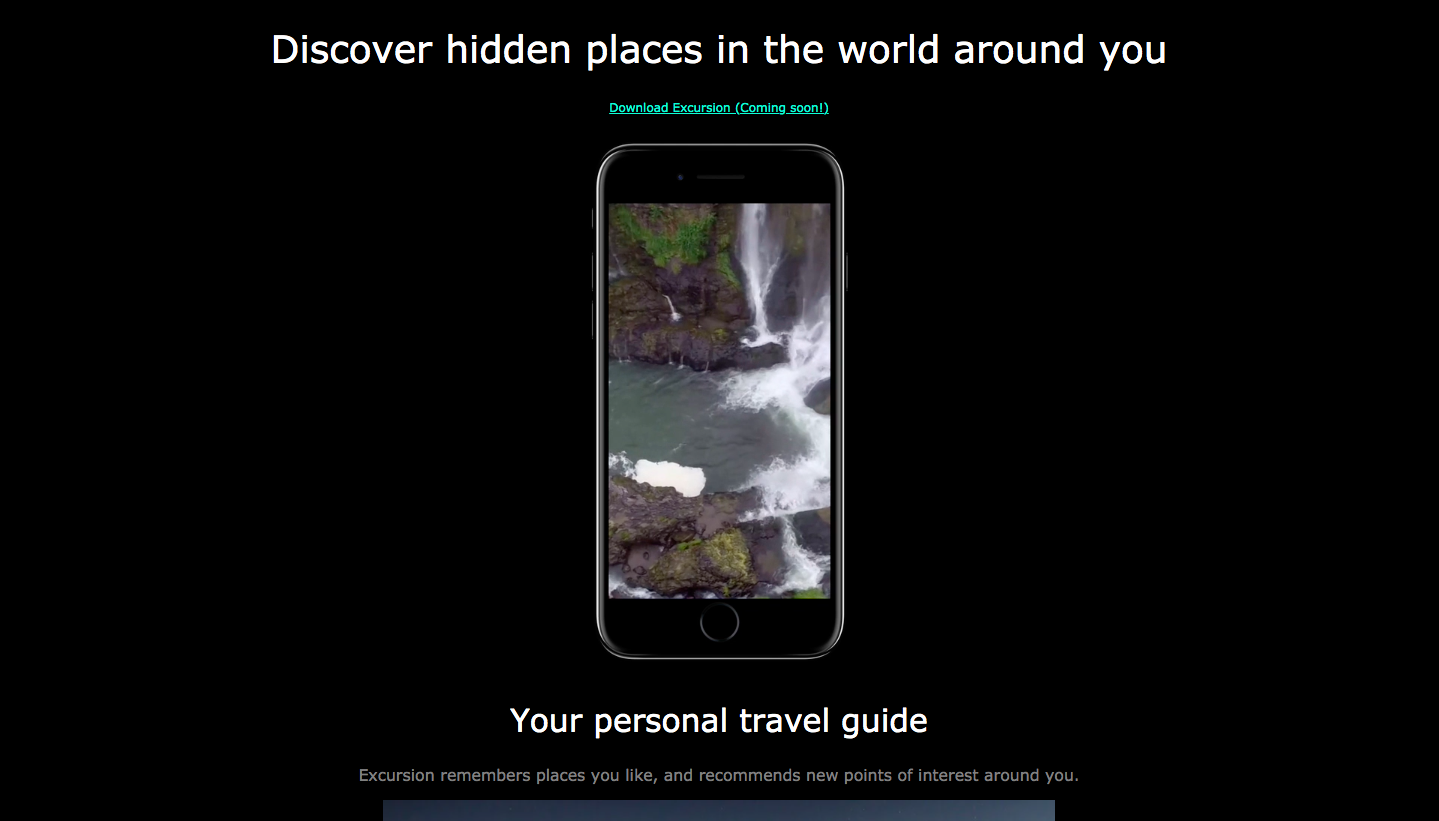 Discover hidden places in the world around you
Download Excursion (Coming soon!)
Your personal travel guide
Excursion remembers places you like, and recommends new points of interest around you.